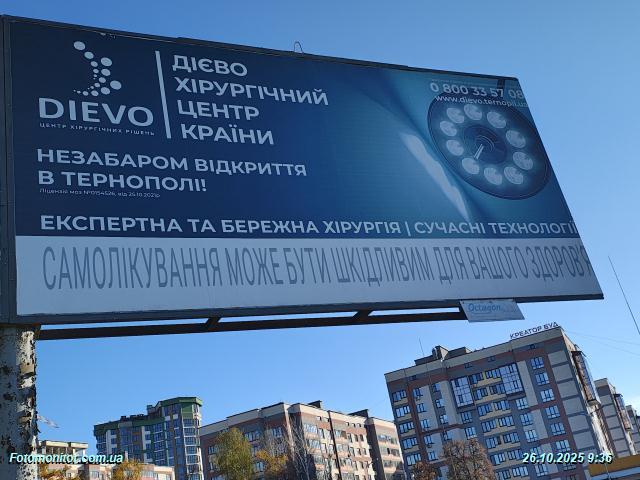 DIEVO
ЦЕНТР ХІРУРГІЧНИХ РІШЕНЬ
ДІЄВО
ХІРУРГІЧНИЙ
ЦЕНТР
КРАЇНИ
0 800 33 57 08
www.dievo.ternopil.ua
НЕЗАБАРОМ ВІДКРИТТЯ
В ТЕРНОПОЛІ!
ЕКСПЕРТНА ТА БЕРЕЖНА ХІРУРГІЯ | СУЧАСНІ ТЕХНОЛОГІЇ
САМОЛІКУВАННЯ МОЖЕ БУТИ ШКІДЛИВИМ ДЛЯ ВАШОГО ЗДОРОВ'Я
Octagon
КРЕАТОР БУД
Fotomonitor.com.ua
26.10.2025 9:36